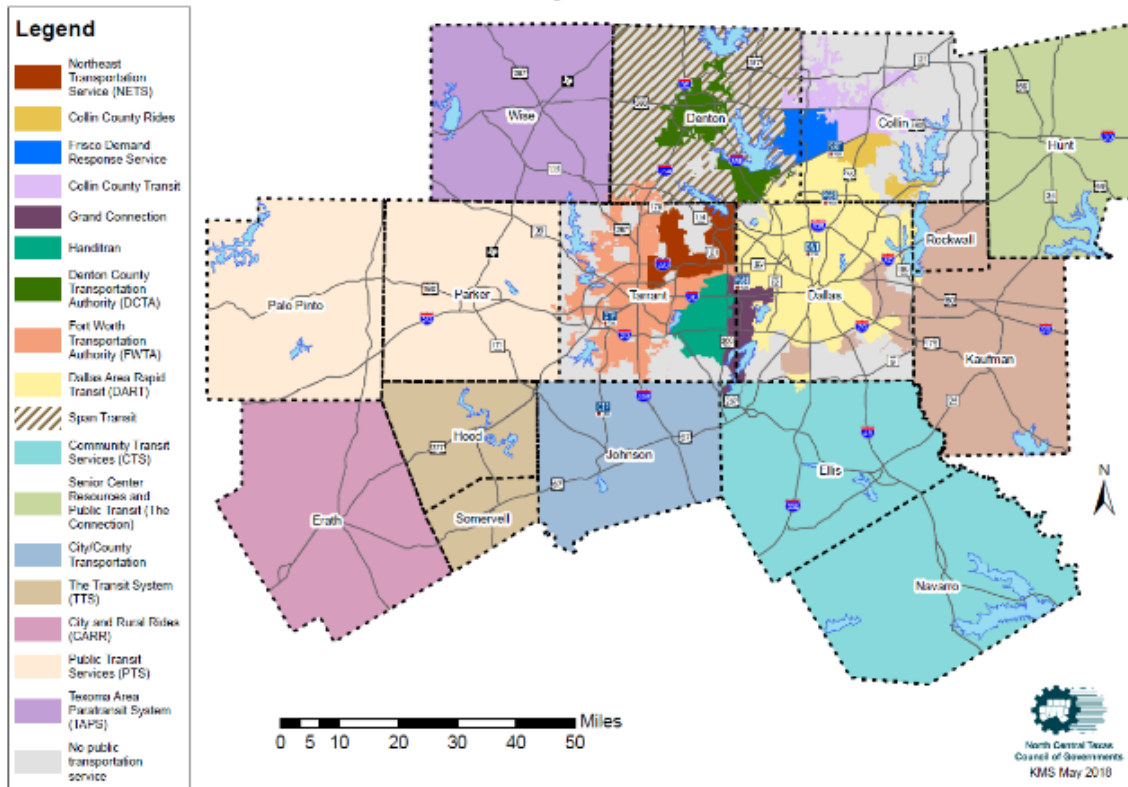 Legend
Northeast
Transportation
Service (NETS)
Collin County Rides
Frisco Demand
Response Service
Collin County Transit
Grand Connection
Handitran
Denton County
Transportation
Authority (DCTA)
Fort Worth
Transportation
Authority (FWTA)
Dallas Area Rapid
Transit (DART)
Span Transit
Community Transit
Services (CTS)
Senior Center
Resources and
Public Transit (The
Connection)
City/County
Transportation
The Transit System
(TTS)
City and Rural Rides
(CARR)
Public Transit
Services (PTS)
Texoma Area
Paratransit System
(TAPS)
No public
transportation
service
Wise
Denton
Collin
Hunt
Palo Pinto
Parker
Tarrant
Dallas
Rockwall
Kaufman
Hood
Johnson
Ellis
Erath
Somervell
Navarro
N
Miles
0 5 10 20 30 40 50
North Central Texas
Council of Governments
KMS May 2018